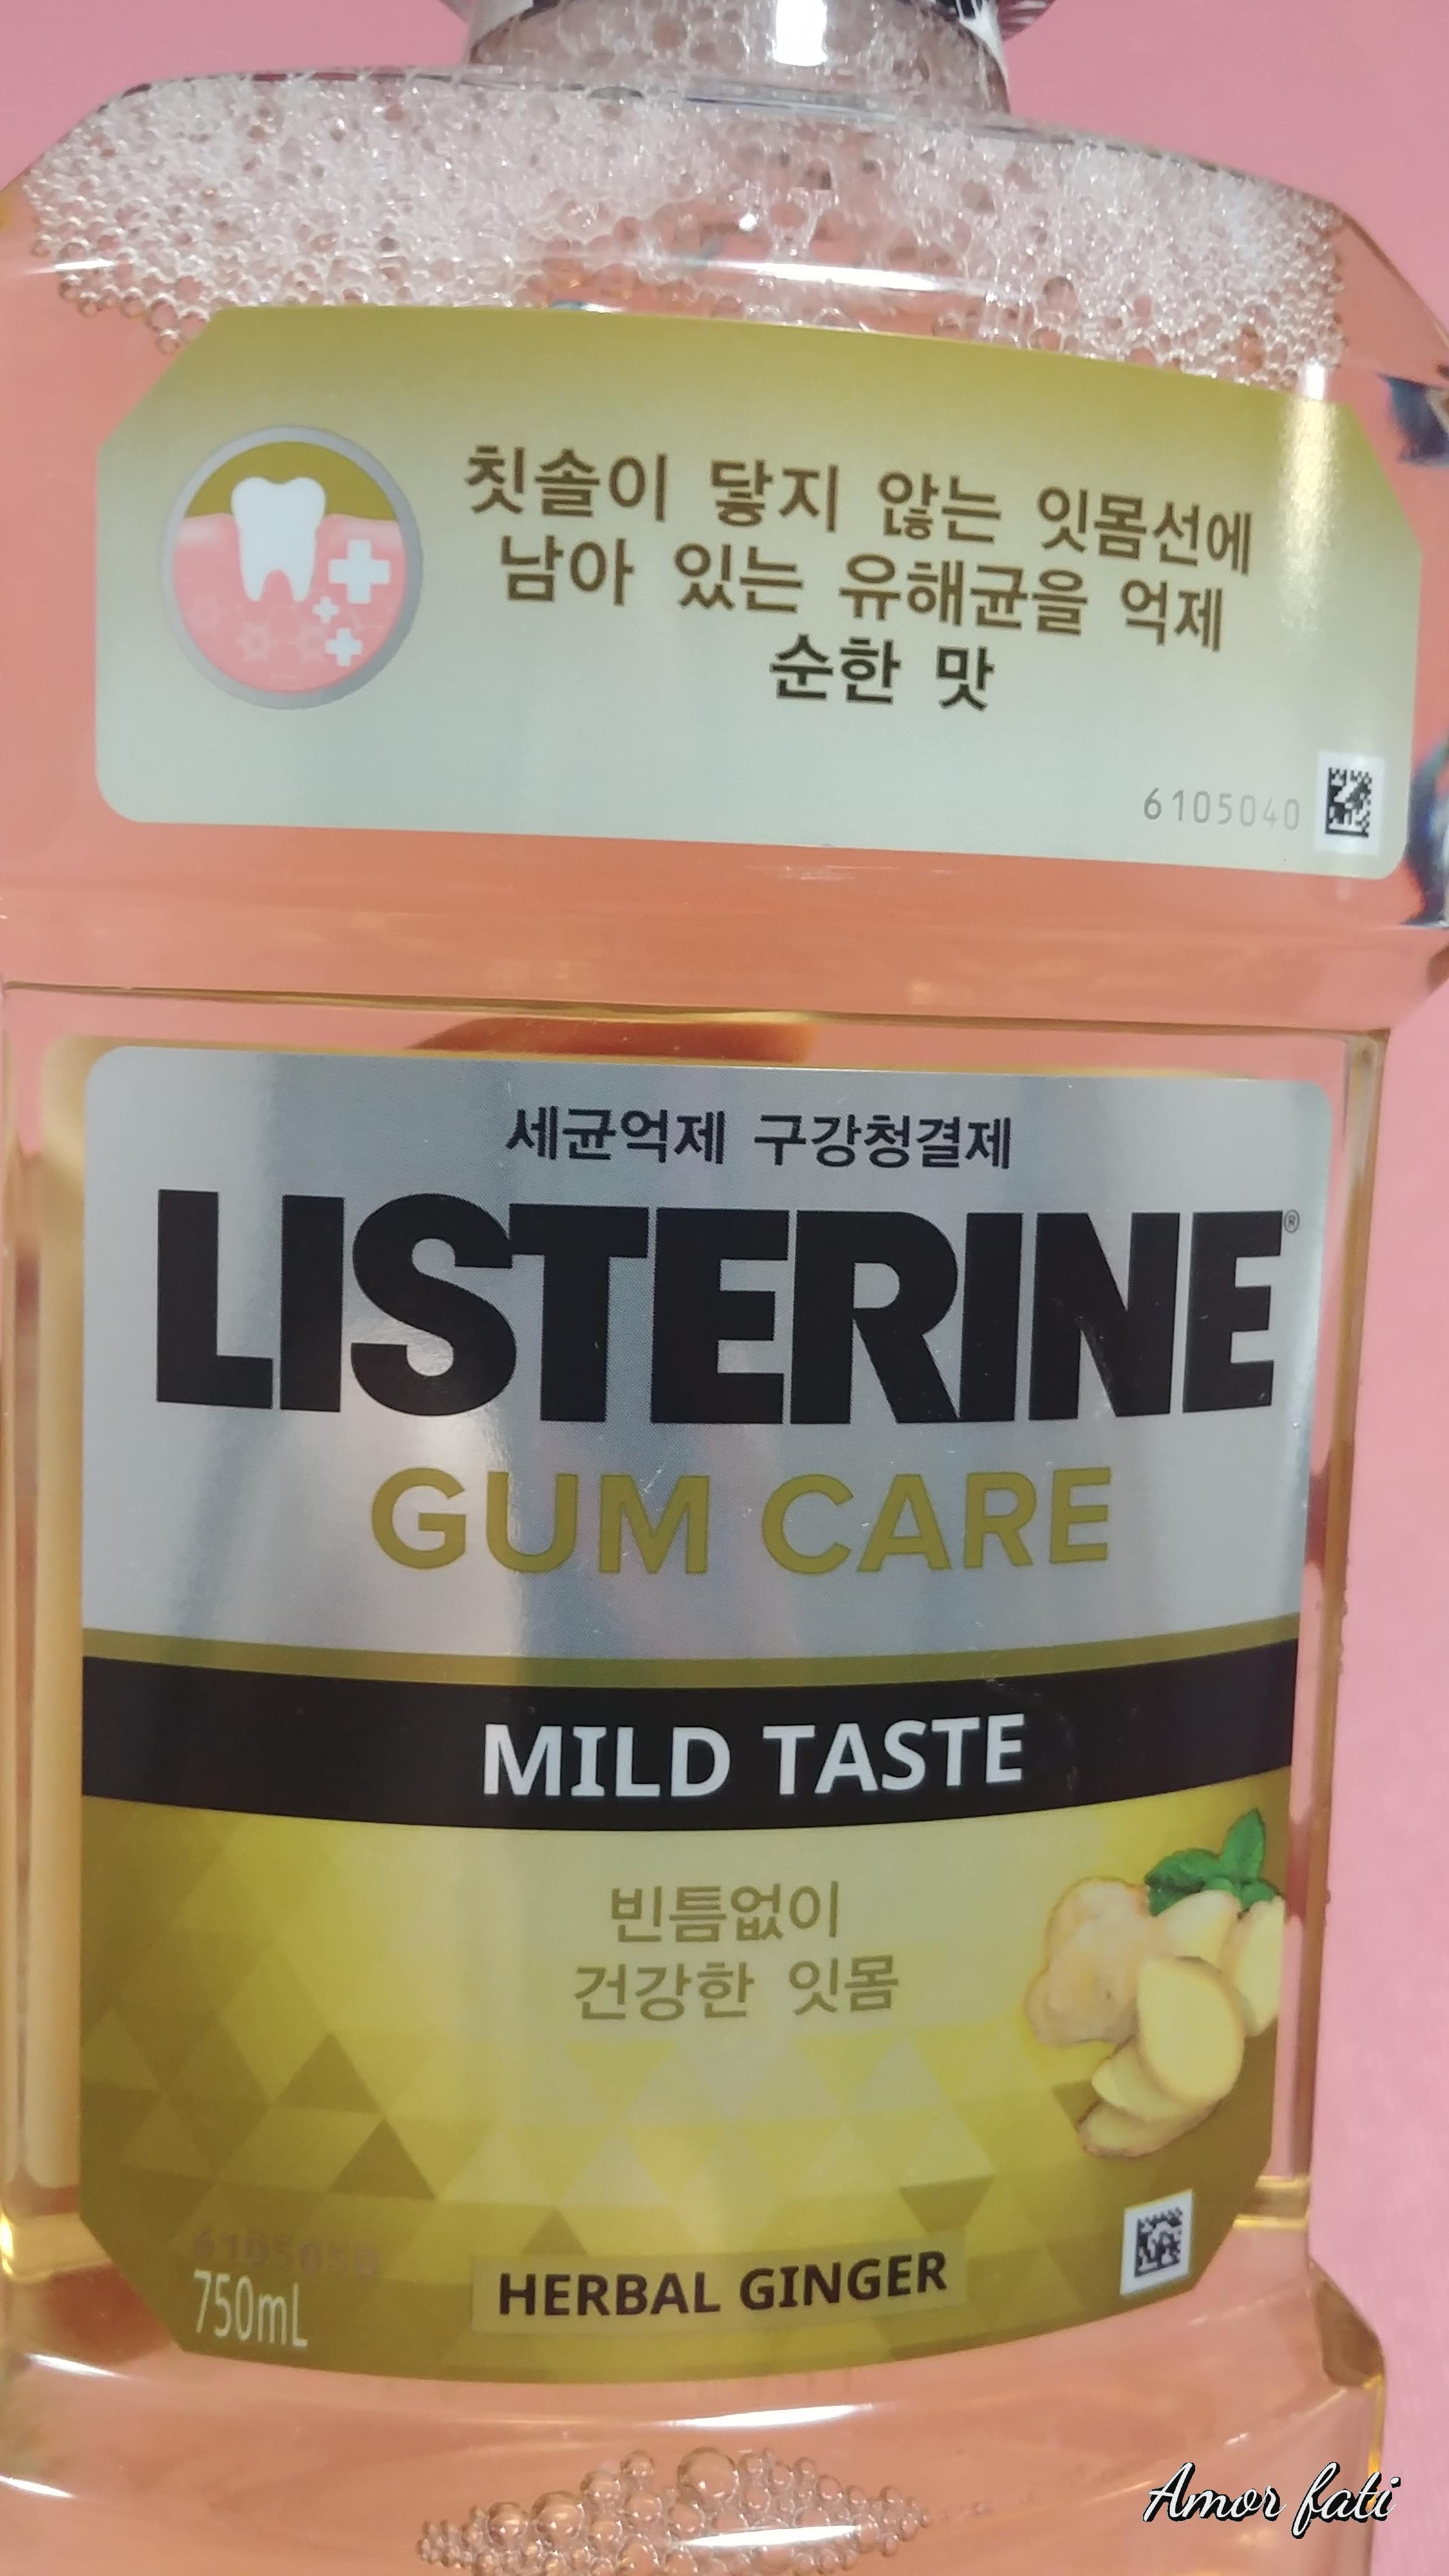 칫솔이 닿지 않는 잇몸선에
남아 있는 유해균을 억제
순한 맛
6105040
세균억제 구강청결제
LISTERINE®
GUM CARE
MILD TASTE
빈틈없이
건강한 잇몸
750mL
HERBAL GINGER
Amor fati